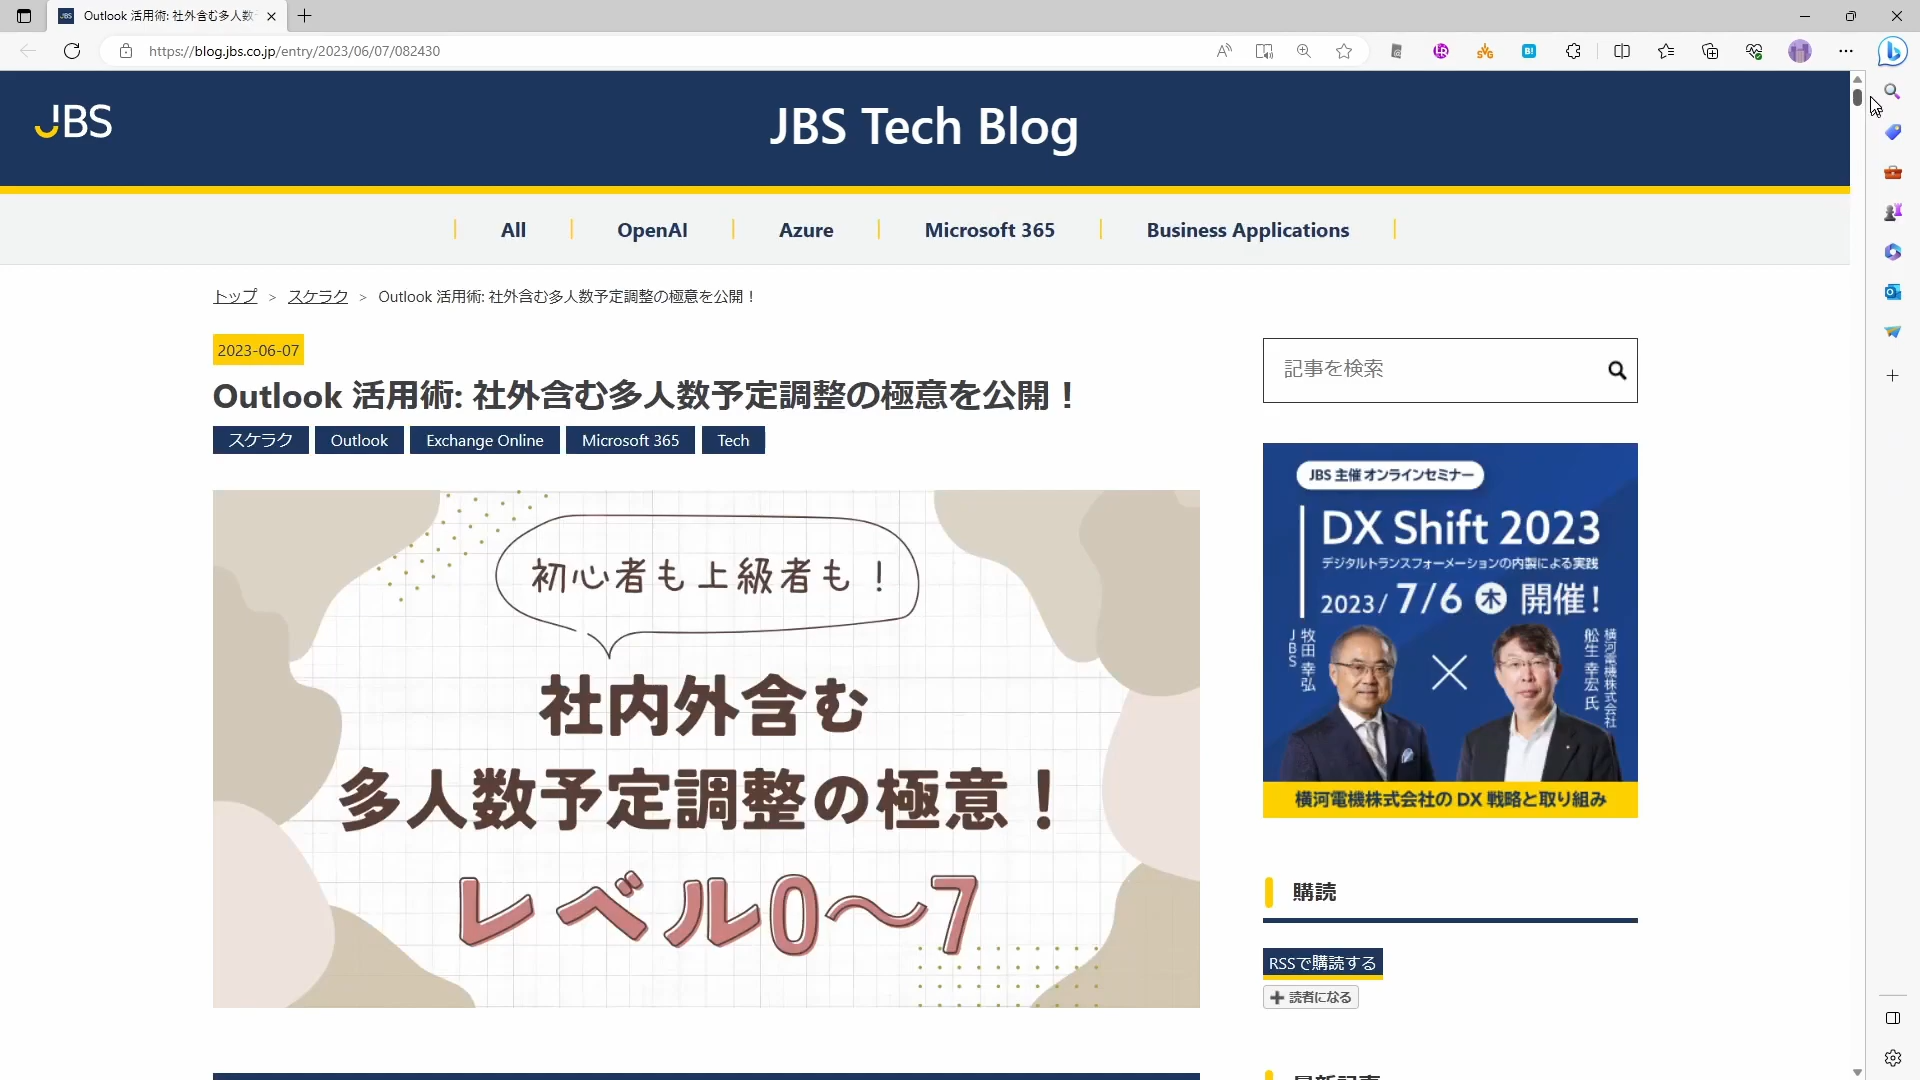 Outlook 活用術: 社外含む多人数
https://blog.jbs.co.jp/entry/2023/06/07/082430
JBS
JBS Tech Blog
All
OpenAI
Azure
Microsoft 365
Business Applications
トップ > スケラク > Outlook 活用術: 社外含む多人数予定調整の極意を公開！
2023-06-07
Outlook 活用術: 社外含む多人数予定調整の極意を公開！
スケラク
Outlook
Exchange Online
Microsoft 365
Tech
初心者も上級者も！
社内外含む
多人数予定調整の極意！
レベル0〜7
記事を検索
JBS 主催 オンラインセミナー
DX Shift 2023
デジタルトランスフォーメーションの内製による実践
2023/ 7/6 木 開催！
JBS
牧田 幸弘
横河電機株式会社
舩生 幸宏 氏
横河電機株式会社の DX 戦略と取り組み
購読
RSSで購読する
読者になる